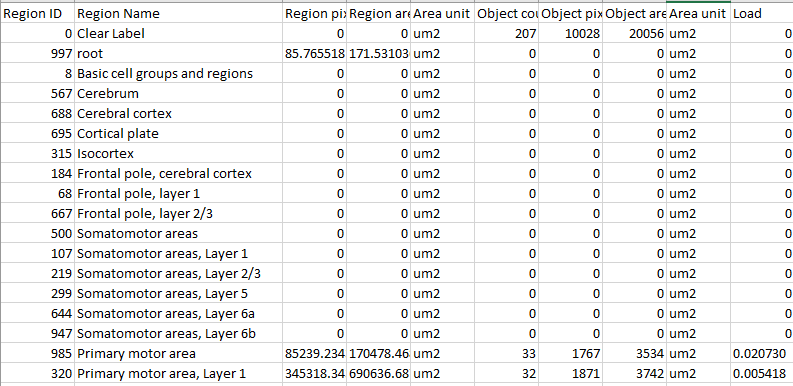 Region ID Region Name Region pix Region are Area unit Object cou Object pix Object are Area unit Load
0 Clear Label 0 0 um2 207 10028 20056 um2 0
997 root 85.765518 171.53103 um2 0 0 0 um2 0
8 Basic cell groups and regions 0 0 um2 0 0 0 um2 0
567 Cerebrum 0 0 um2 0 0 0 um2 0
688 Cerebral cortex 0 0 um2 0 0 0 um2 0
695 Cortical plate 0 0 um2 0 0 0 um2 0
315 Isocortex 0 0 um2 0 0 0 um2 0
184 Frontal pole, cerebral cortex 0 0 um2 0 0 0 um2 0
68 Frontal pole, layer 1 0 0 um2 0 0 0 um2 0
667 Frontal pole, layer 2/3 0 0 um2 0 0 0 um2 0
500 Somatomotor areas 0 0 um2 0 0 0 um2 0
107 Somatomotor areas, Layer 1 0 0 um2 0 0 0 um2 0
219 Somatomotor areas, Layer 2/3 0 0 um2 0 0 0 um2 0
299 Somatomotor areas, Layer 5 0 0 um2 0 0 0 um2 0
644 Somatomotor areas, Layer 6a 0 0 um2 0 0 0 um2 0
947 Somatomotor areas, Layer 6b 0 0 um2 0 0 0 um2 0
985 Primary motor area 85239.234 170478.46 um2 33 1767 3534 um2 0.020730
320 Primary motor area, Layer 1 345318.34 690636.68 um2 32 1871 3742 um2 0.005418